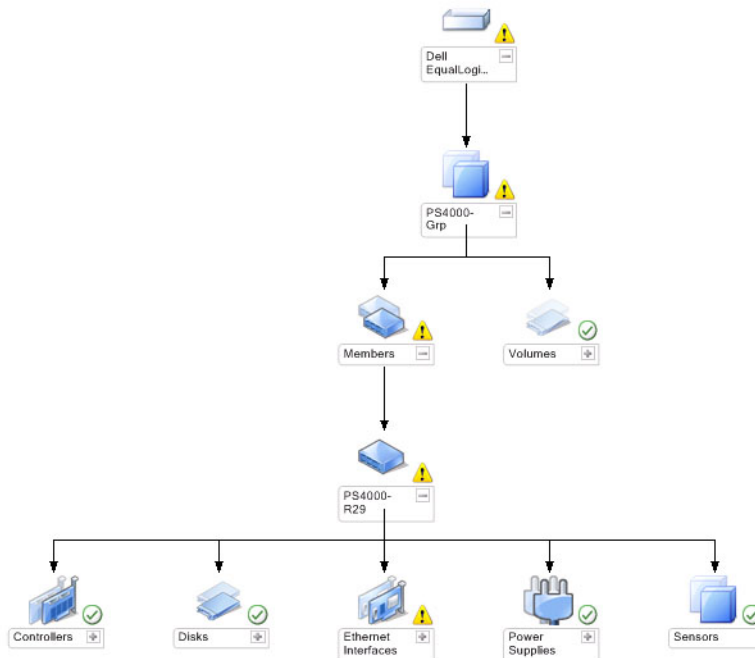 Dell
EqualLogi...
PS4000-
Grp
Members
Volumes
PS4000-
R29
Controllers
Disks
Ethernet
Interfaces
Power
Supplies
Sensors